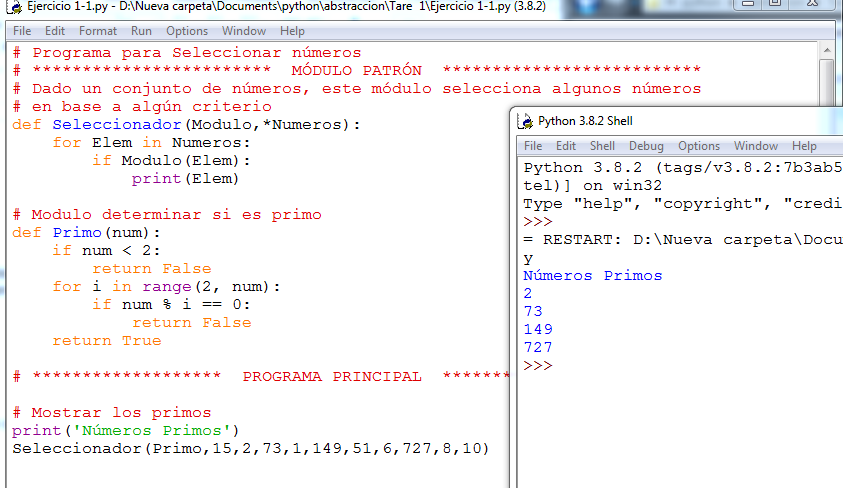 Ejercicio 1-1.py - D:\Nueva carpeta\Documents\python\abstraccion\Tare 1\Ejercicio 1-1.py (3.8.2)
File Edit Format Run Options Window Help
# Programa para Seleccionar números
# ************************ MÓDULO PATRÓN **************************
# Dado un conjunto de números, este módulo selecciona algunos números
# en base a algún criterio
def Seleccionador(Modulo,*Numeros):
for Elem in Numeros:
if Modulo(Elem):
print(Elem)
# Modulo determinar si es primo
def Primo(num):
if num < 2:
return False
for i in range(2, num):
if num % i == 0:
return False
return True
# ******************* PROGRAMA PRINCIPAL *******
# Mostrar los primos
print('Números Primos')
Seleccionador(Primo,15,2,73,1,149,51,6,727,8,10)
Python 3.8.2 Shell
File Edit Shell Debug Options Window Help
Python 3.8.2 (tags/v3.8.2:7b3ab5
tel)] on win32
Type "help", "copyright", "credi
>>>
= RESTART: D:\Nueva carpeta\Docu
y
Números Primos
2
73
149
727
>>>